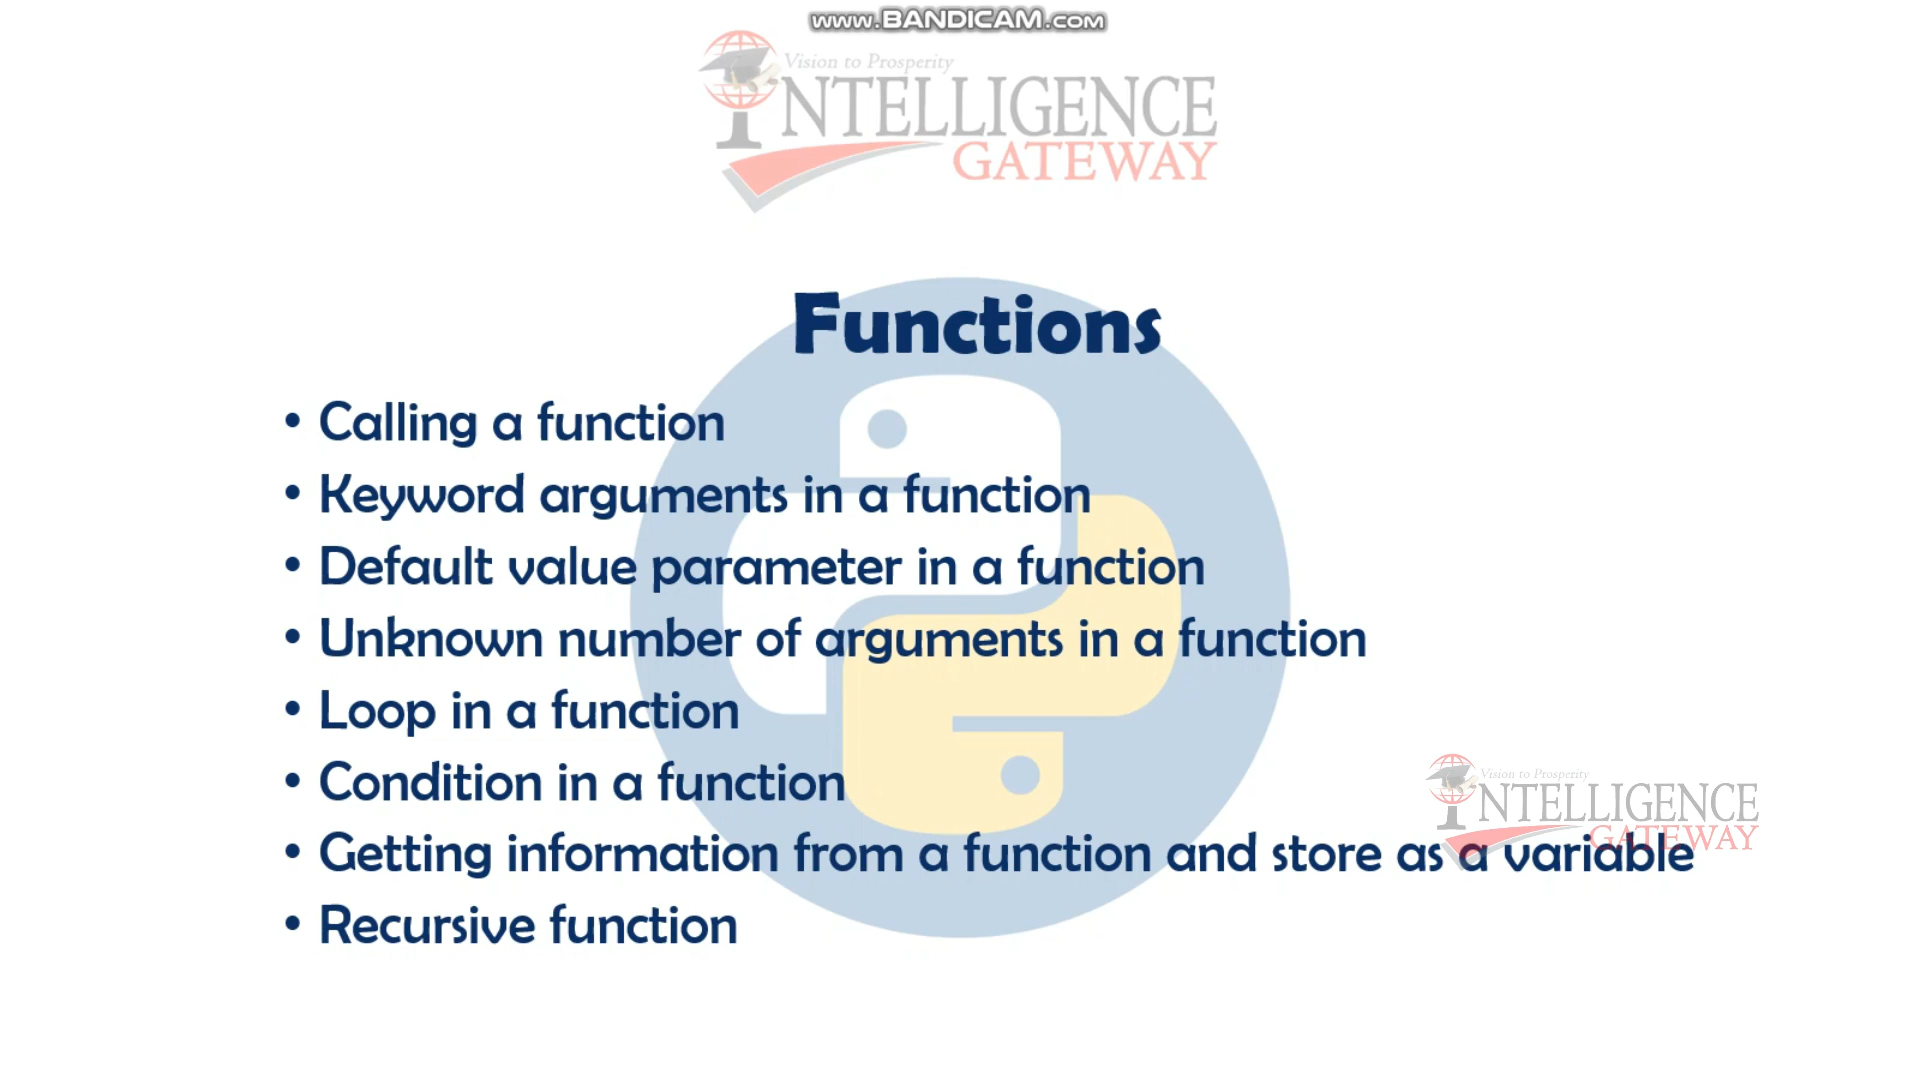 www.BANDICAM.com
Vision to Prosperity
INTELLIGENCE
GATEWAY
Functions
• Calling a function
• Keyword arguments in a function
• Default value parameter in a function
• Unknown number of arguments in a function
• Loop in a function
• Condition in a function
Vision to Prosperity
INTELLIGENCE
GATEWAY
• Getting information from a function and store as a variable
• Recursive function